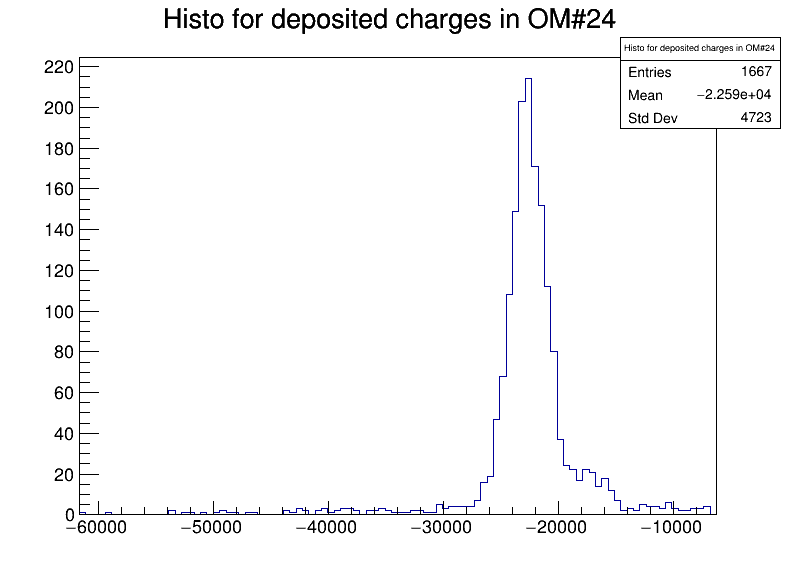 Histo for deposited charges in OM#24
Histo for deposited charges in OM#24
Entries 1667
Mean −2.259e+04
Std Dev 4723
220
200
180
160
140
120
100
80
60
40
20
0
−60000 −50000 −40000 −30000 −20000 −10000